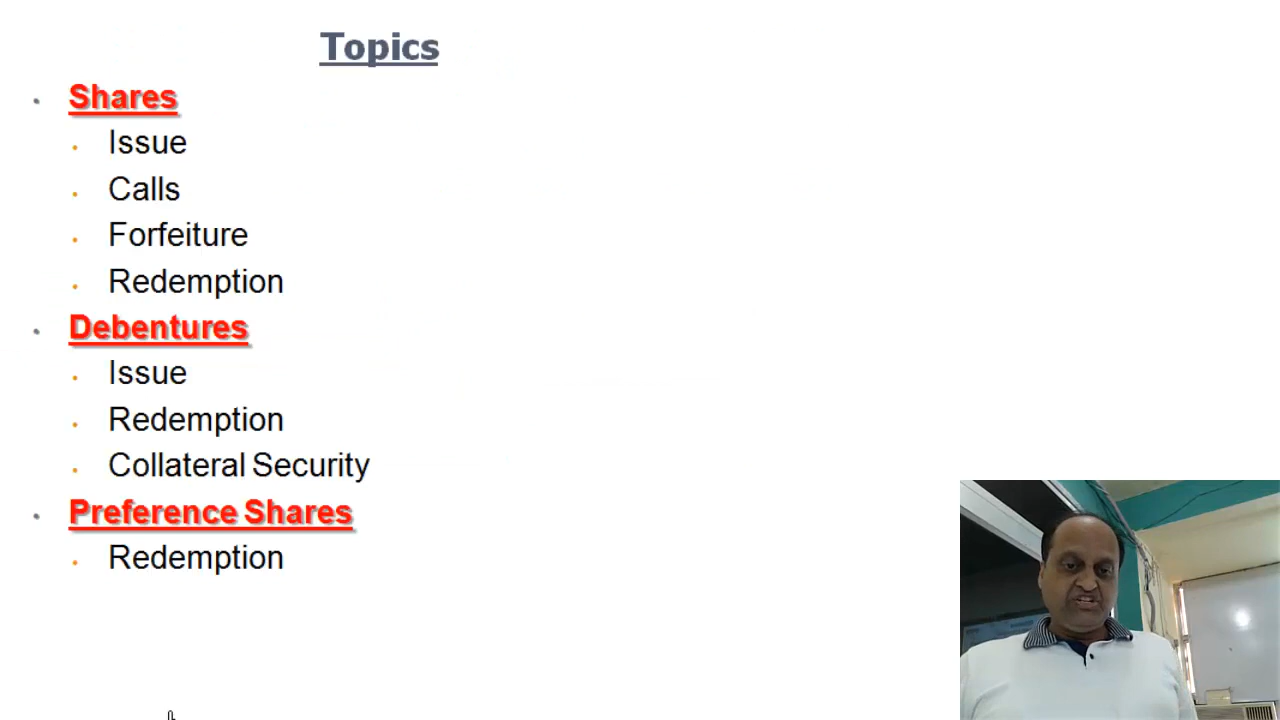 Topics
Shares
Issue
Calls
Forfeiture
Redemption
Debentures
Issue
Redemption
Collateral Security
Preference Shares
Redemption